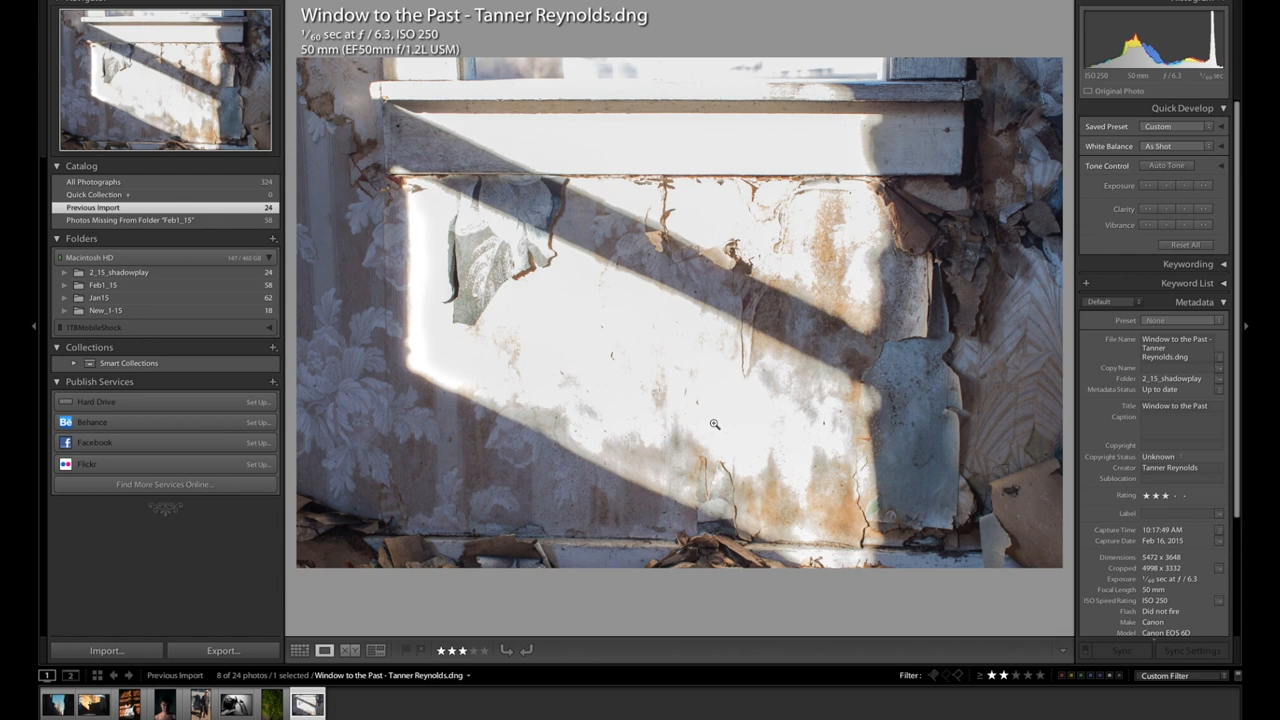 Navigator
Window to the Past - Tanner Reynolds.dng
1/60 sec at ƒ / 6.3, ISO 250
50 mm (EF50mm f/1.2L USM)
Catalog
All Photographs 324
Quick Collection + 0
Previous Import 24
Photos Missing From Folder "Feb1_15" 58
Folders
Macintosh HD 147 / 460 GB
2_15_shadowplay 24
Feb1_15 58
Jan15 62
New_1-15 18
1TBMobileShock
Collections
Smart Collections
Publish Services
Hard Drive Set Up...
Bē Behance Set Up...
f Facebook Set Up...
Flickr Set Up...
Find More Services Online...
Import... Export...
Histogram
ISO 250 50 mm ƒ / 6.3 1/60 sec
Original Photo
Quick Develop
Saved Preset Custom
White Balance As Shot
Tone Control Auto Tone
Exposure
Clarity
Vibrance
Reset All
Keywording
Keyword List
Default Metadata
Preset None
File Name Window to the Past -
Tanner
Reynolds.dng
Copy Name
Folder 2_15_shadowplay
Metadata Status Up to date
Title Window to the Past
Caption
Copyright
Copyright Status Unknown
Creator Tanner Reynolds
Sublocation
Rating
Label
Capture Time 10:17:49 AM
Capture Date Feb 16, 2015
Dimensions 5472 x 3648
Cropped 4998 x 3332
Exposure 1/60 sec at ƒ / 6.3
Focal Length 50 mm
ISO Speed Rating ISO 250
Flash Did not fire
Make Canon
Model Canon EOS 6D
XY
Sync Sync Settings
1 2 Previous Import 8 of 24 photos / 1 selected / Window to the Past - Tanner Reynolds.dng Filter : ≥ Custom Filter